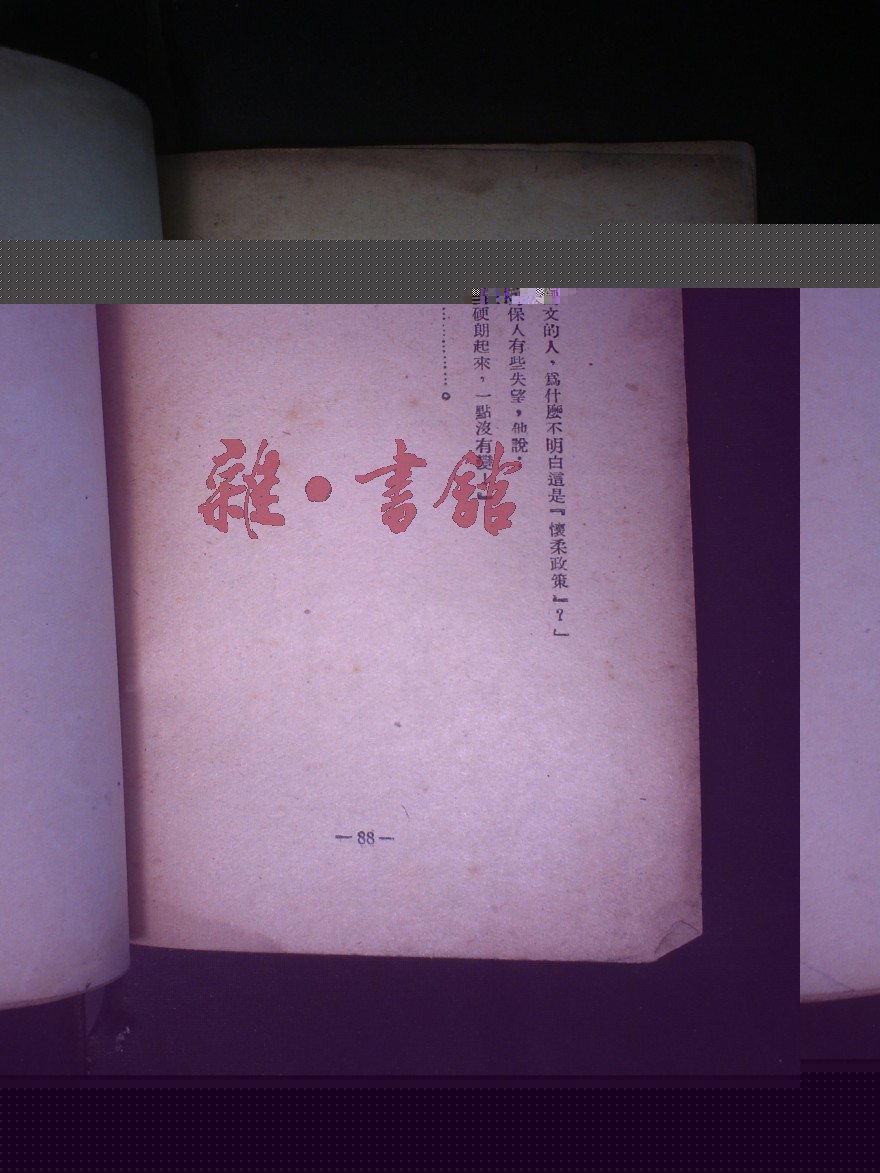 文的人，爲什麼不明白這是『懷柔政策』？」
保人有些失望，他說：
硬朗起來，一點沒有變！』
…………。
—88—
雜·書館